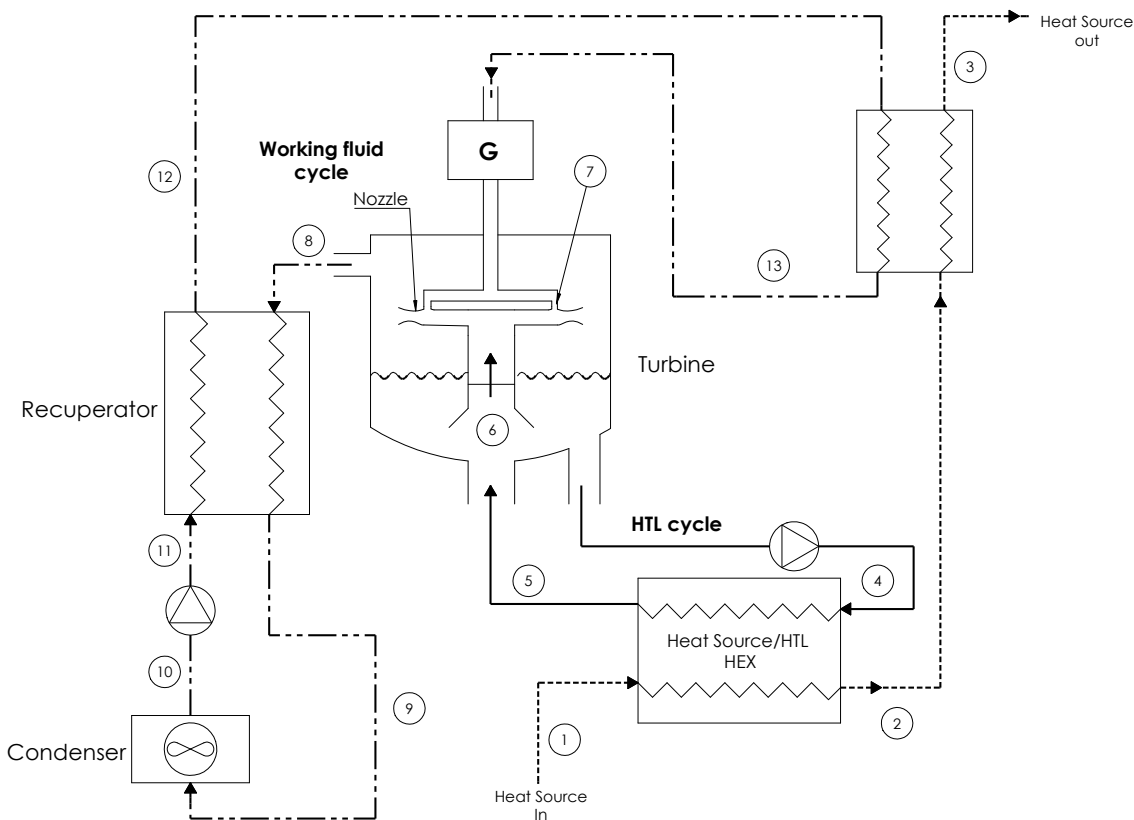 Heat Source
out
3
G
Working fluid
cycle
7
12
Nozzle
8
13
Turbine
Recuperator
6
HTL cycle
11
5
4
Heat Source/HTL
HEX
10
9
2
1
Condenser
Heat Source
In